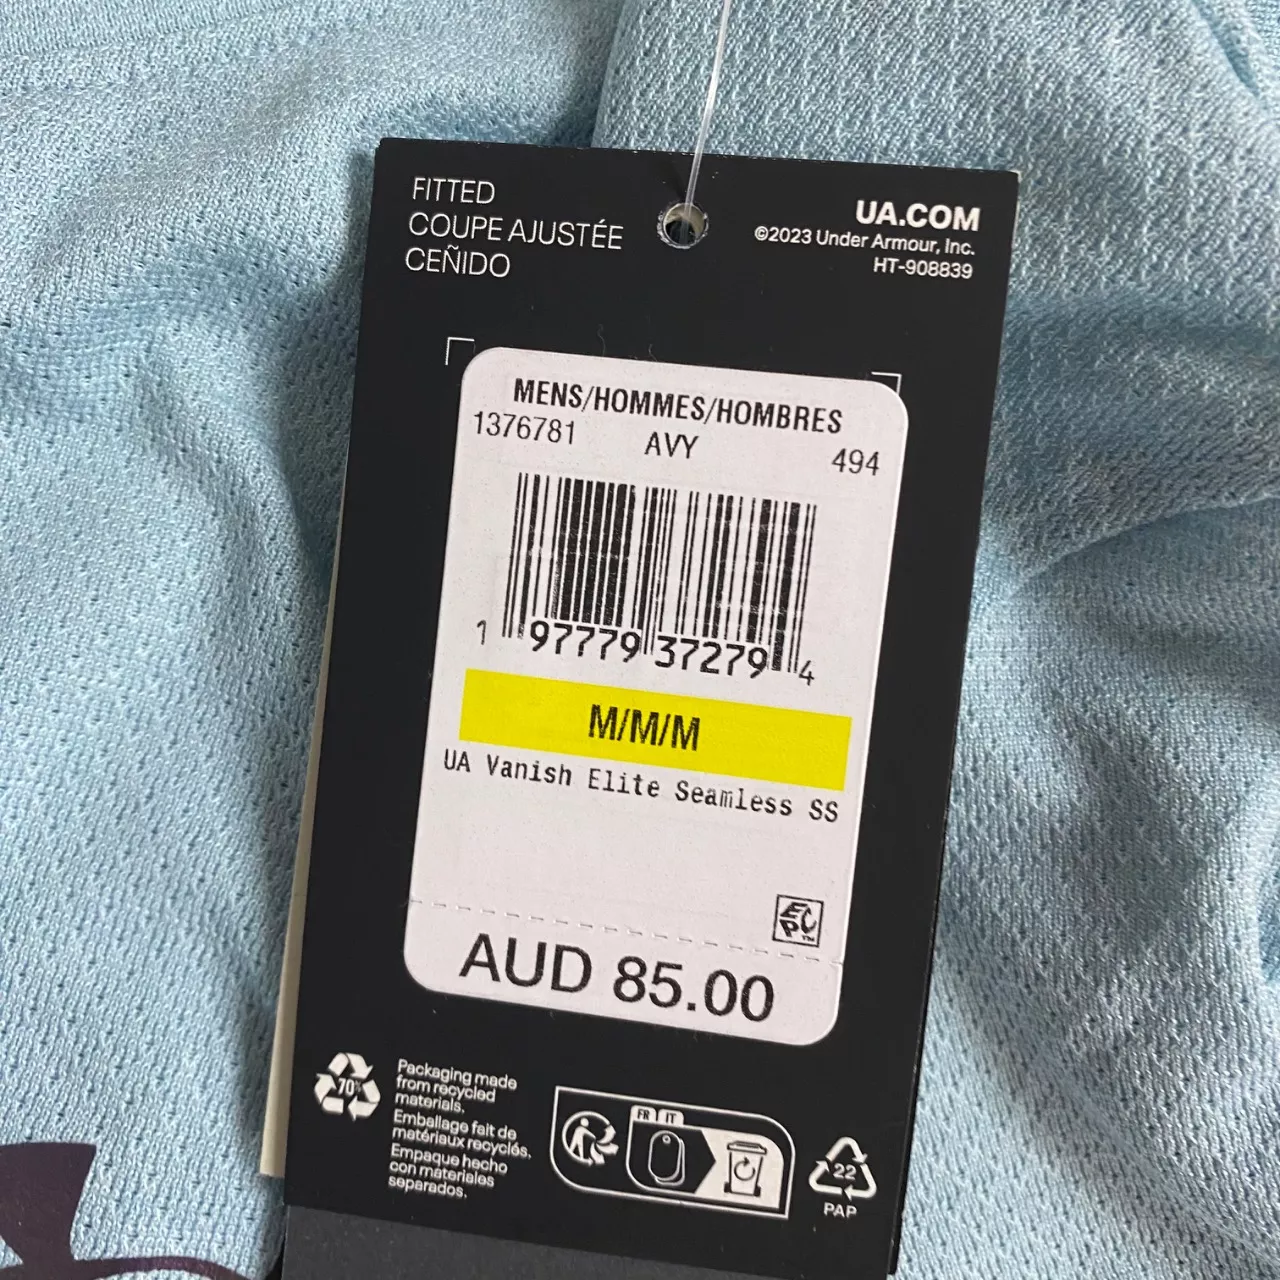 FITTED
COUPE AJUSTÉE
CEÑIDO
UA.COM
©2023 Under Armour, Inc.
HT-908839
MENS/HOMMES/HOMBRES
1376781 AVY 494
1 97779 37279 4
M/M/M
UA Vanish Elite Seamless SS
EPC™
AUD 85.00
70%
Packaging made
from recycled
materials.
Emballage fait de
matériaux recyclés.
Empaque hecho
con materiales
separados.
FR IT
22
PAP